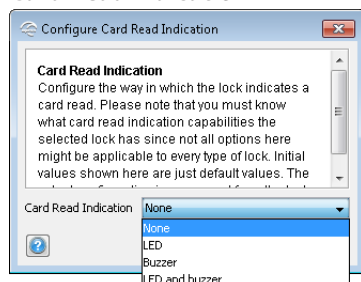 Configure Card Read Indication
Card Read Indication
Configure the way in which the lock indicates a
card read. Please note that you must know
what card read indication capabilities the
selected lock has since not all options here
might be applicable to every type of lock. Initial
values shown here are just default values. The
Card Read Indication None
None
LED
Buzzer
LED and buzzer